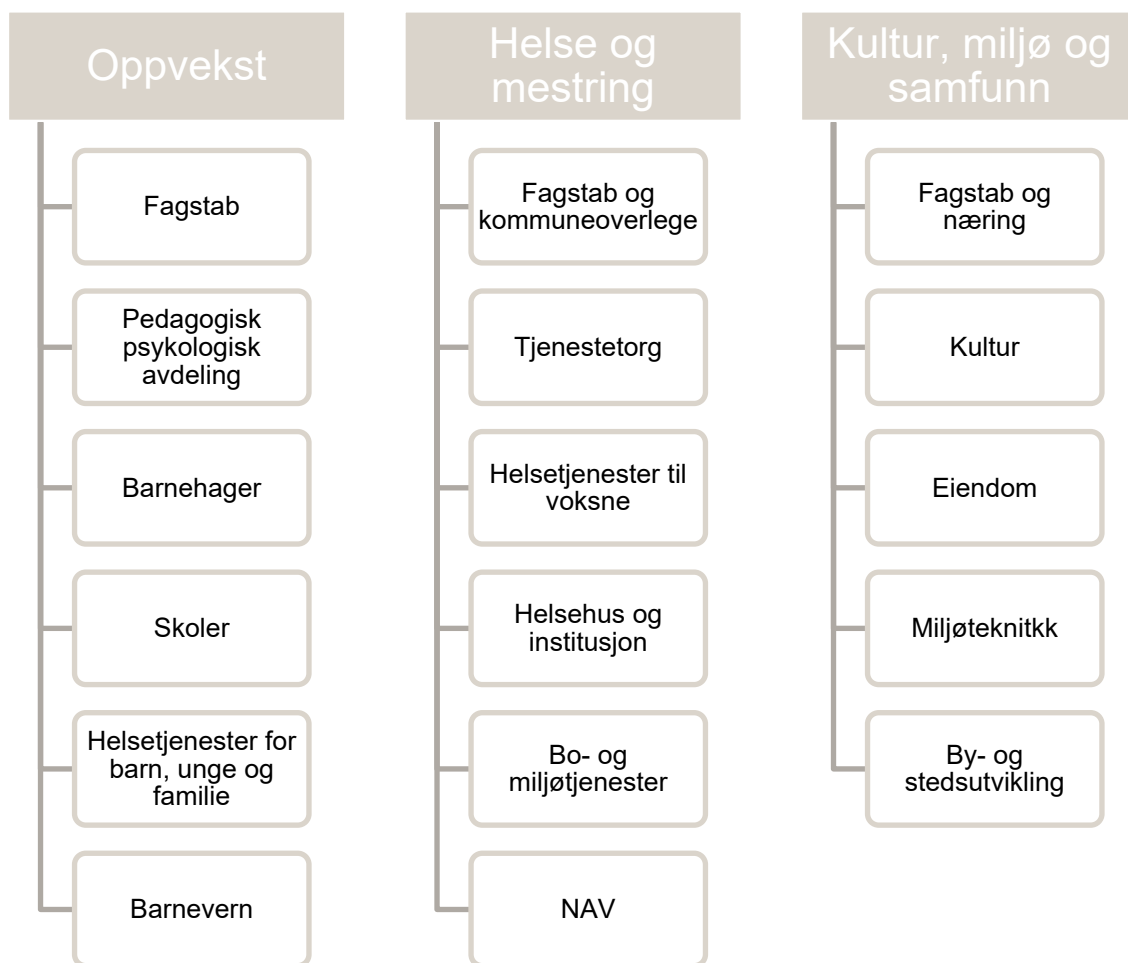 Oppvekst
Fagstab
Pedagogisk
psykologisk
avdeling
Barnehager
Skoler
Helsetjenester for
barn, unge og
familie
Barnevern
Helse og
mestring
Fagstab og
kommuneoverlege
Tjenestetorg
Helsetjenester til
voksne
Helsehus og
institusjon
Bo- og
miljøtjenester
NAV
Kultur, miljø og
samfunn
Fagstab og
næring
Kultur
Eiendom
Miljøteknitkk
By- og
stedsutvikling